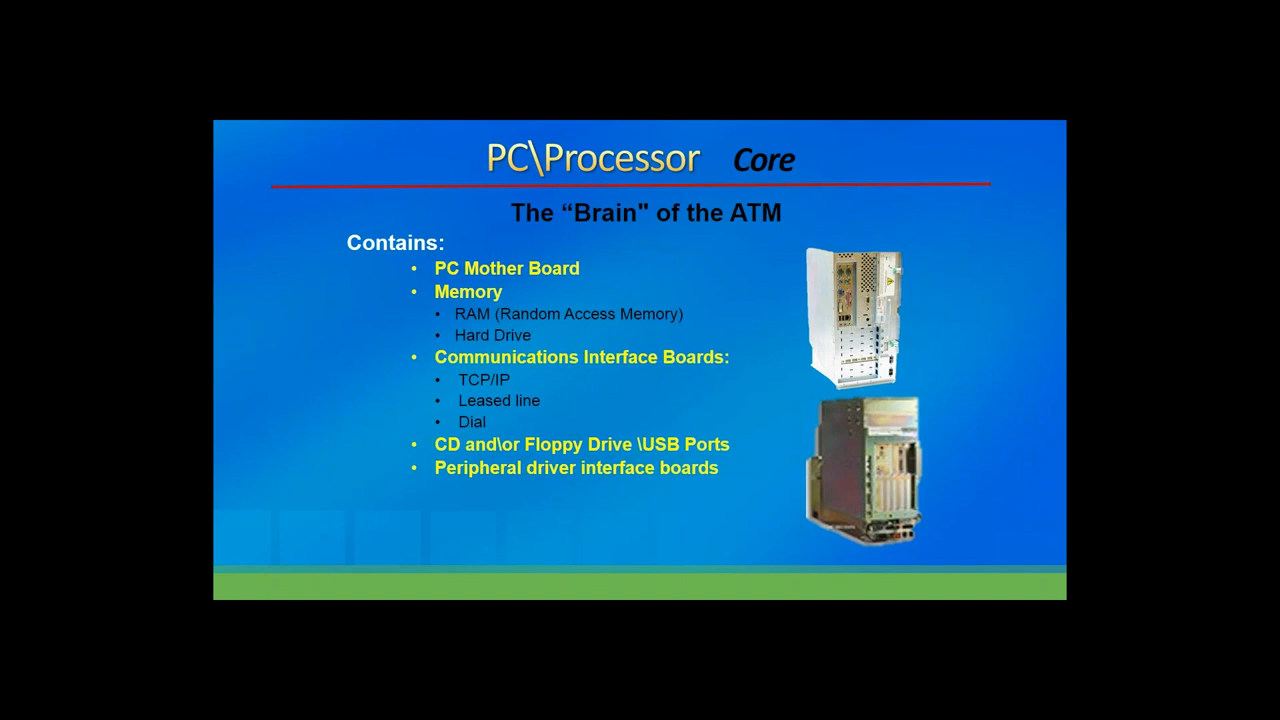 PC\Processor Core
The “Brain" of the ATM
Contains:
• PC Mother Board
• Memory
• RAM (Random Access Memory)
• Hard Drive
• Communications Interface Boards:
• TCP/IP
• Leased line
• Dial
• CD and\or Floppy Drive \USB Ports
• Peripheral driver interface boards